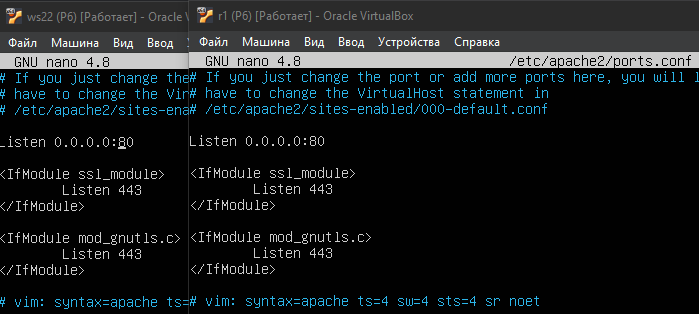 ws22 (P6) [Работает] - Oracle Virt
Файл Машина Вид Ввод У
GNU nano 4.8
# If you just change the
# have to change the Vir
# /etc/apache2/sites-ena
Listen 0.0.0.0:80
<IfModule ssl_module>
Listen 443
</IfModule>
<IfModule mod_gnutls.c>
Listen 443
</IfModule>
# vim: syntax=apache ts=
r1 (P6) [Работает] - Oracle VirtualBox
Файл Машина Вид Ввод Устройства Справка
GNU nano 4.8 /etc/apache2/ports.conf
# If you just change the port or add more ports here, you will l
# have to change the VirtualHost statement in
# /etc/apache2/sites-enabled/000-default.conf
Listen 0.0.0.0:80
<IfModule ssl_module>
Listen 443
</IfModule>
<IfModule mod_gnutls.c>
Listen 443
</IfModule>
# vim: syntax=apache ts=4 sw=4 sts=4 sr noet